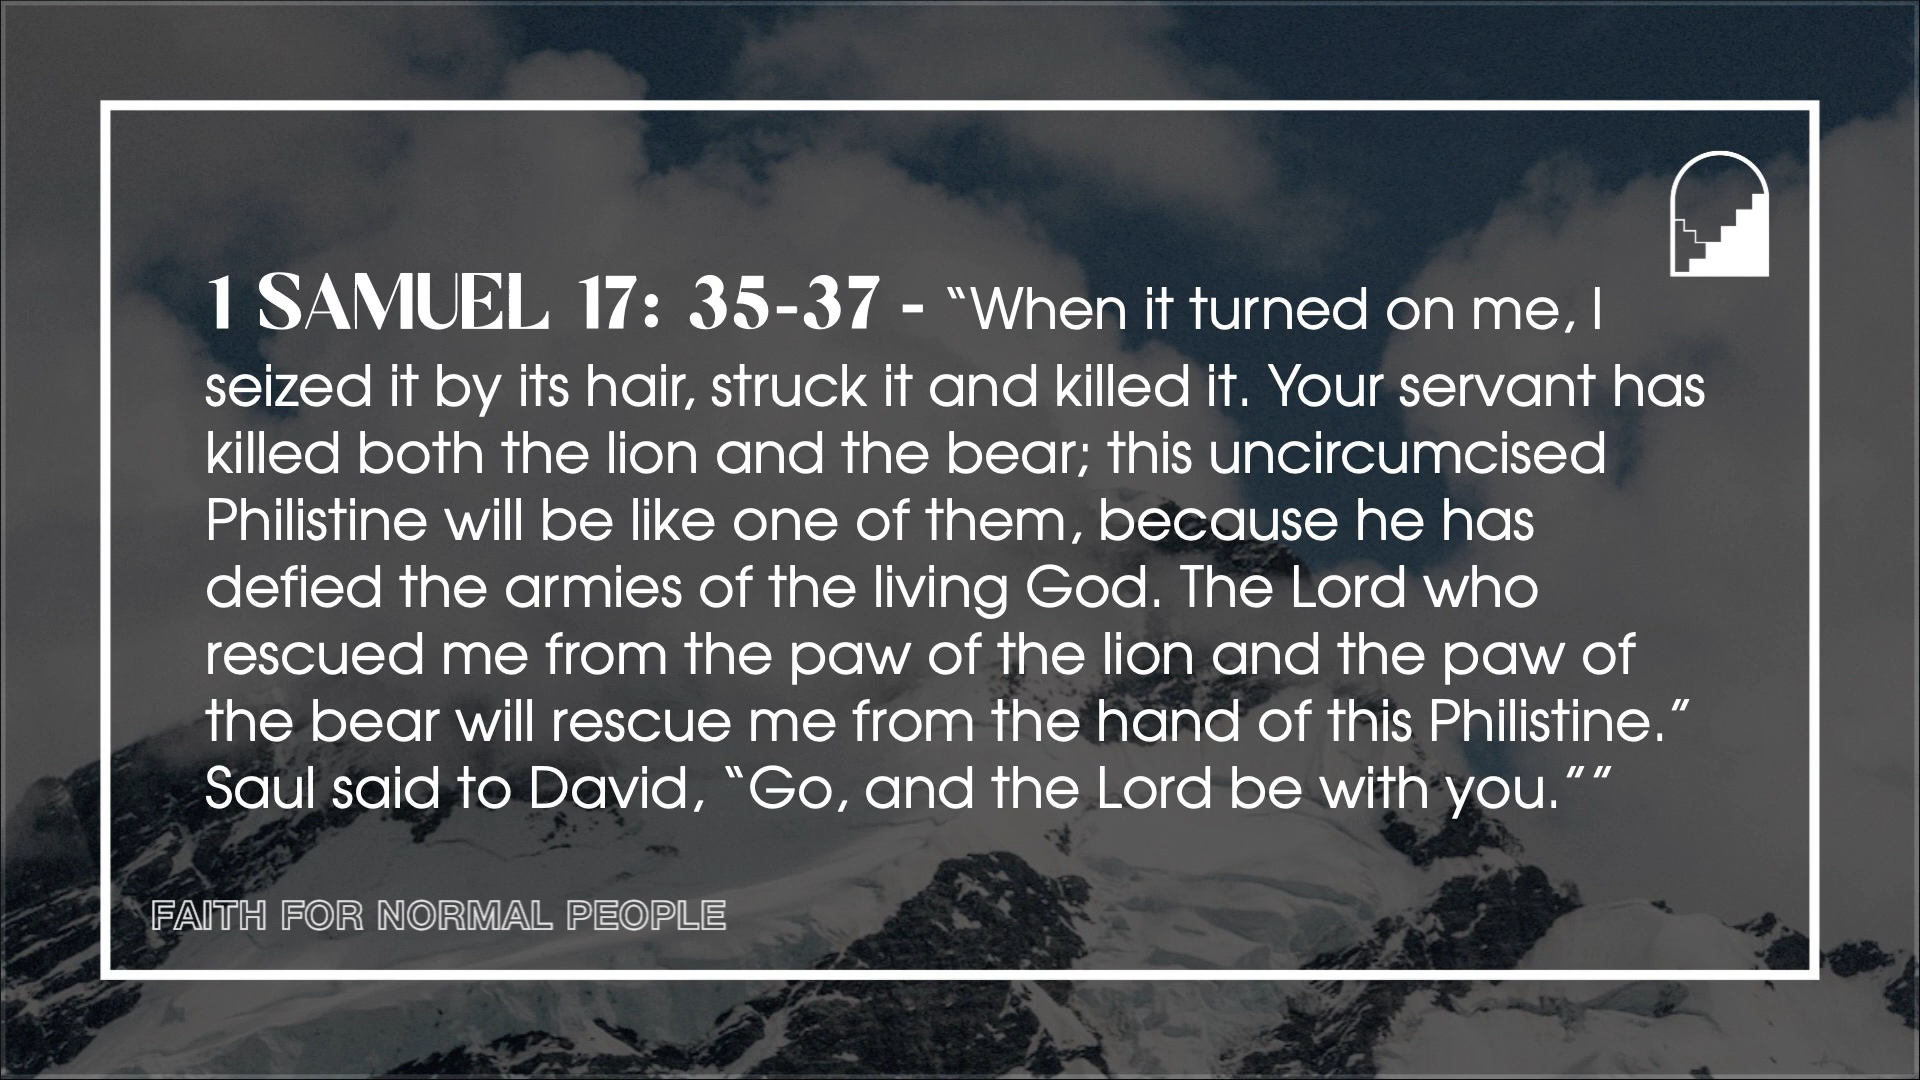 1 SAMUEL 17: 35-37 - “When it turned on me, I
seized it by its hair, struck it and killed it. Your servant has
killed both the lion and the bear; this uncircumcised
Philistine will be like one of them, because he has
defied the armies of the living God. The Lord who
rescued me from the paw of the lion and the paw of
the bear will rescue me from the hand of this Philistine.”
Saul said to David, “Go, and the Lord be with you.””
FAITH FOR NORMAL PEOPLE